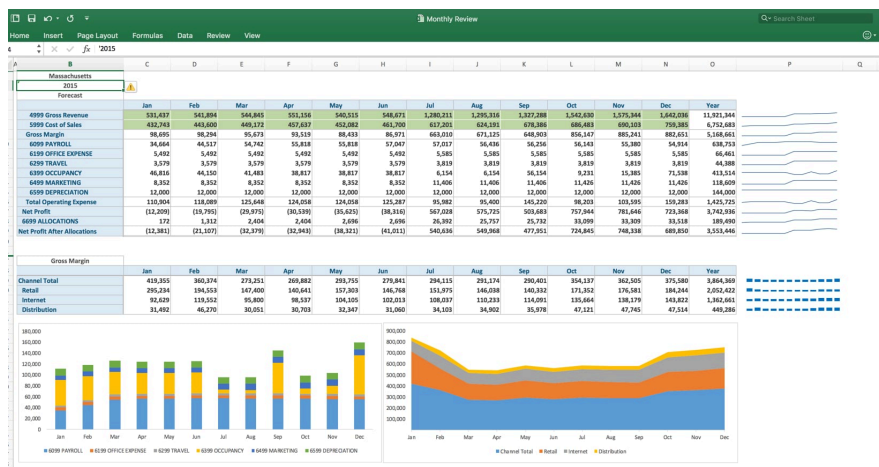 Monthly Review
Search Sheet
Home Insert Page Layout Formulas Data Review View
fx '2015
B C D E F G H I J K L M N O P Q
Massachusetts
2015
Forecast
Jan Feb Mar Apr May Jun Jul Aug Sep Oct Nov Dec Year
4999 Gross Revenue 531,437 541,894 544,845 551,156 540,515 548,671 1,280,211 1,295,316 1,327,288 1,542,630 1,575,344 1,642,036 11,921,344
5999 Cost of Sales 432,743 443,600 449,172 457,637 452,082 461,700 617,201 624,191 678,386 686,483 690,103 759,385 6,752,683
Gross Margin 98,695 98,294 95,673 93,519 88,433 86,971 663,010 671,125 648,903 856,147 885,241 882,651 5,168,661
6099 PAYROLL 34,664 44,517 54,742 55,818 55,818 57,047 57,017 56,436 56,256 56,143 55,380 54,914 638,753
6199 OFFICE EXPENSE 5,492 5,492 5,492 5,492 5,492 5,492 5,585 5,585 5,585 5,585 5,585 5,585 66,461
6299 TRAVEL 3,579 3,579 3,579 3,579 3,579 3,579 3,819 3,819 3,819 3,819 3,819 3,819 44,388
6399 OCCUPANCY 46,816 44,150 41,483 38,817 38,817 38,817 6,154 6,154 56,154 9,231 15,385 71,538 413,514
6499 MARKETING 8,352 8,352 8,352 8,352 8,352 8,352 11,406 11,406 11,406 11,426 11,426 11,426 118,609
6599 DEPRECIATION 12,000 12,000 12,000 12,000 12,000 12,000 12,000 12,000 12,000 12,000 12,000 12,000 144,000
Total Operating Expense 110,904 118,089 125,648 124,058 124,058 125,287 95,982 95,400 145,220 98,203 103,595 159,283 1,425,725
Net Profit (12,209) (19,795) (29,975) (30,539) (35,625) (38,316) 567,028 575,725 503,683 757,944 781,646 723,368 3,742,936
6699 ALLOCATIONS 172 1,312 2,404 2,404 2,696 2,696 26,392 25,757 25,732 33,099 33,309 33,518 189,490
Net Profit After Allocations (12,381) (21,107) (32,379) (32,943) (38,321) (41,011) 540,636 549,968 477,951 724,845 748,338 689,850 3,553,446
Gross Margin
Jan Feb Mar Apr May Jun Jul Aug Sep Oct Nov Dec Year
Channel Total 419,355 360,374 273,251 269,882 293,755 279,841 294,115 291,174 290,401 354,137 362,505 375,580 3,864,369
Retail 295,234 194,553 147,400 140,641 157,303 146,768 151,975 146,038 140,332 171,352 176,581 184,244 2,052,422
Internet 92,629 119,552 95,800 98,537 104,105 102,013 108,037 110,233 114,091 135,664 138,179 143,822 1,362,661
Distribution 31,492 46,270 30,051 30,703 32,347 31,060 34,103 34,902 35,978 47,121 47,745 47,514 449,286
180,000
160,000
140,000
120,000
100,000
80,000
60,000
40,000
20,000
0
Jan Feb Mar Apr May Jun Jul Aug Sep Oct Nov Dec
6099 PAYROLL 6199 OFFICE EXPENSE 6299 TRAVEL 6399 OCCUPANCY 6499 MARKETING 6599 DEPRECIATION
900,000
800,000
700,000
600,000
500,000
400,000
300,000
200,000
100,000
Jan Feb Mar Apr May Jun Jul Aug Sep Oct Nov Dec
Channel Total Retail Internet Distribution